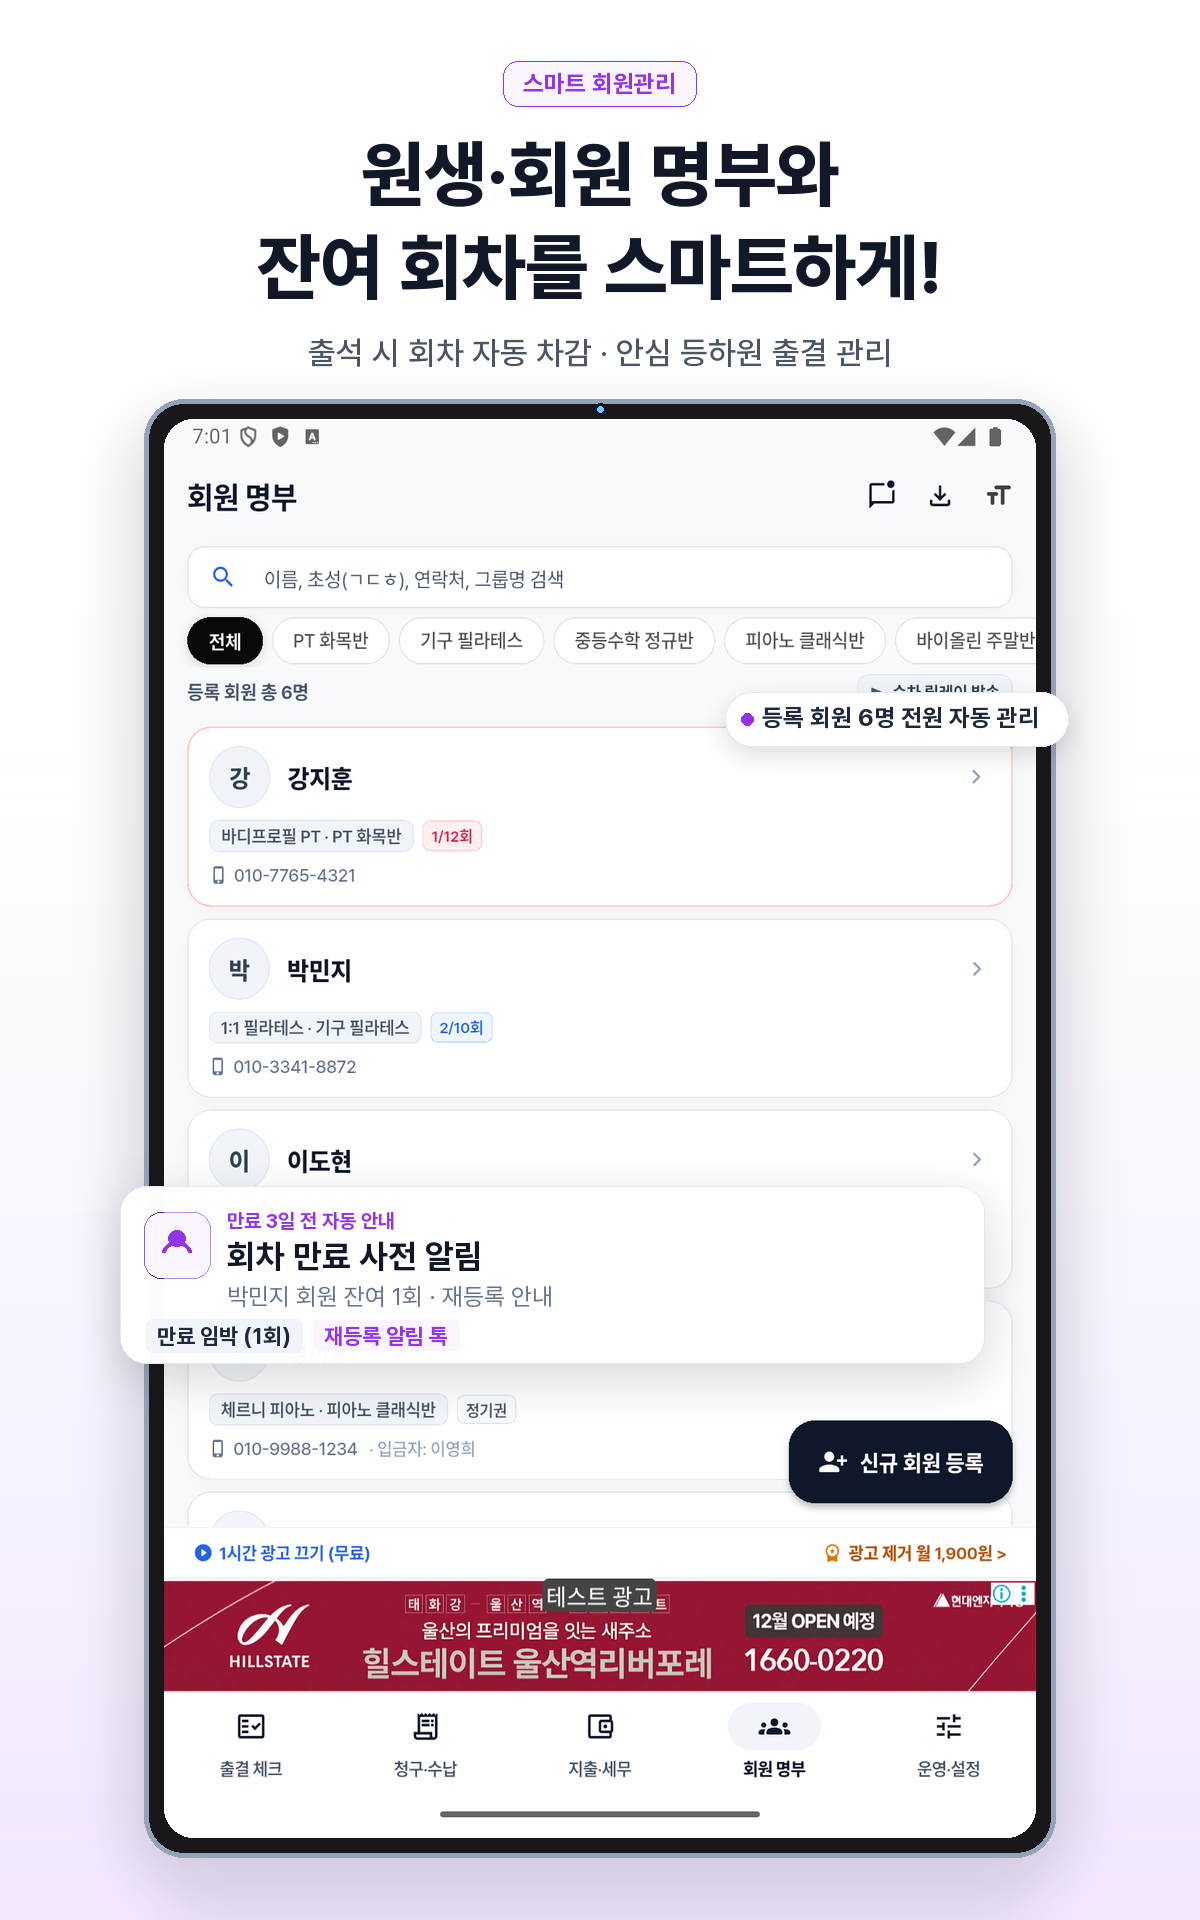 스마트 회원관리
원생·회원 명부와
잔여 회차를 스마트하게!
출석 시 회차 자동 차감 · 안심 등하원 출결 관리
7:01
회원 명부
이름, 초성(ㄱㄷㅎ), 연락처, 그룹명 검색
전체
PT 화목반
기구 필라테스
중등수학 정규반
피아노 클래식반
바이올린 주말반
등록 회원 총 6명
등록 회원 6명 전원 자동 관리
강
강지훈
바디프로필 PT · PT 화목반
1/12회
010-7765-4321
박
박민지
1:1 필라테스 · 기구 필라테스
2/10회
010-3341-8872
이
이도현
만료 3일 전 자동 안내
회차 만료 사전 알림
박민지 회원 잔여 1회 · 재등록 안내
만료 임박 (1회)
재등록 알림 톡
체르니 피아노 · 피아노 클래식반
정기권
010-9988-1234 · 입금자: 이영희
신규 회원 등록
1시간 광고 끄기 (무료)
광고 제거 월 1,900원 >
테스트 광고
태화강 - 울산역
HILLSTATE
울산의 프리미엄을 잇는 새주소
힐스테이트 울산역리버포레
12월 OPEN 예정
1660-0220
현대엔지
출결 체크
청구·수납
지출·세무
회원 명부
운영·설정